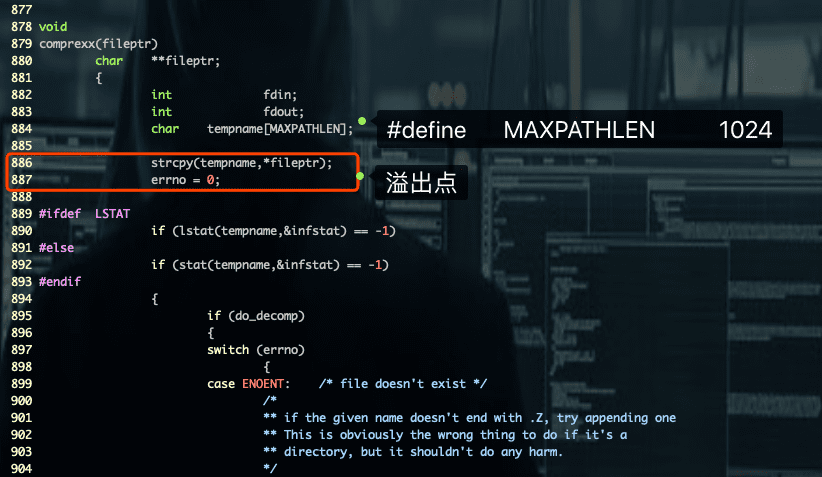 877
878 void
879 comprexx(fileptr)
880 char **fileptr;
881 {
882 int fdin;
883 int fdout;
884 char tempname[MAXPATHLEN];
#define MAXPATHLEN 1024
885
886 strcpy(tempname,*fileptr);
887 errno = 0;
溢出点
888
889 #ifdef LSTAT
890 if (lstat(tempname,&infstat) == -1)
891 #else
892 if (stat(tempname,&infstat) == -1)
893 #endif
894 {
895 if (do_decomp)
896 {
897 switch (errno)
898 {
899 case ENOENT: /* file doesn't exist */
900 /*
901 ** if the given name doesn't end with .Z, try appending one
902 ** This is obviously the wrong thing to do if it's a
903 ** directory, but it shouldn't do any harm.
904 */